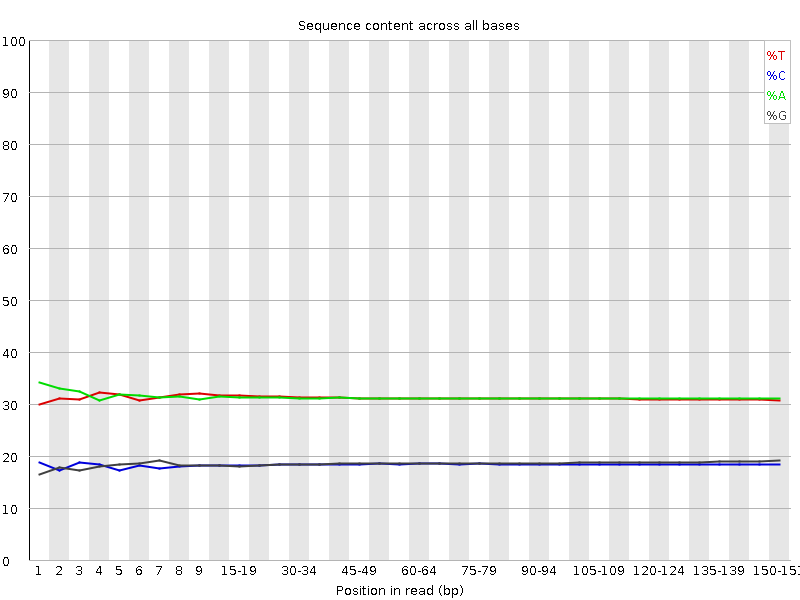 Sequence content across all bases
100
90
80
70
60
50
40
30
20
10
0
%T
%C
%A
%G
1 2 3 4 5 6 7 8 9 15-19 30-34 45-49 60-64 75-79 90-94 105-109 120-124 135-139 150-151
Position in read (bp)